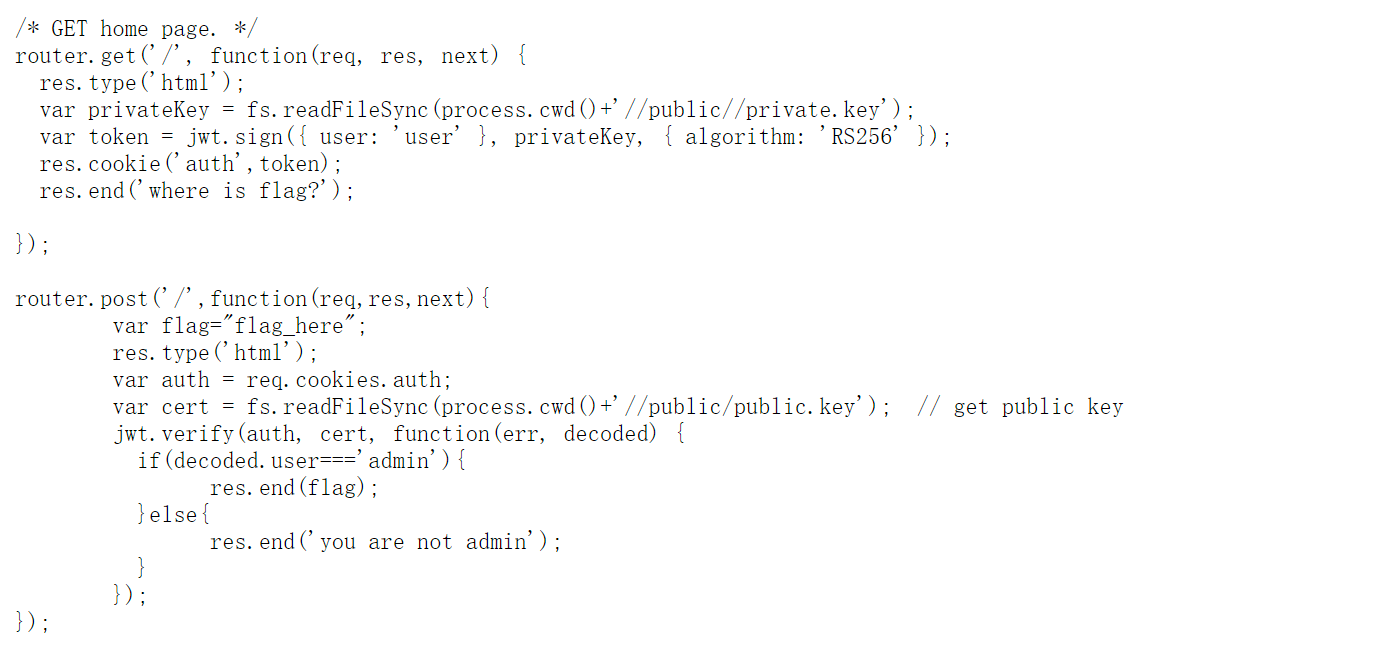 /* GET home page. */
router.get('/', function(req, res, next) {
  res.type('html');
  var privateKey = fs.readFileSync(process.cwd()+'//public//private.key');
  var token = jwt.sign({ user: 'user' }, privateKey, { algorithm: 'RS256' });
  res.cookie('auth',token);
  res.end('where is flag?');

});

router.post('/',function(req,res,next){
        var flag="flag_here";
        res.type('html');
        var auth = req.cookies.auth;
        var cert = fs.readFileSync(process.cwd()+'//public/public.key');  // get public key
        jwt.verify(auth, cert, function(err, decoded) {
          if(decoded.user==='admin'){
                res.end(flag);
          }else{
                res.end('you are not admin');
          }
        });
});